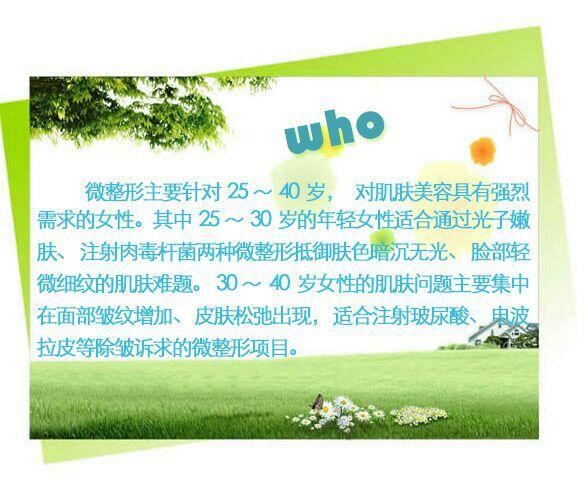 who
微整形主要针对 25～40 岁， 对肌肤美容具有强烈
需求的女性。其中 25～30 岁的年轻女性适合通过光子嫩
肤、注射肉毒杆菌两种微整形抵御肤色暗沉无光、脸部轻
微细纹的肌肤难题。30～40 岁女性的肌肤问题主要集中
在面部皱纹增加、皮肤松弛出现，适合注射玻尿酸、电波
拉皮等除皱诉求的微整形项目。